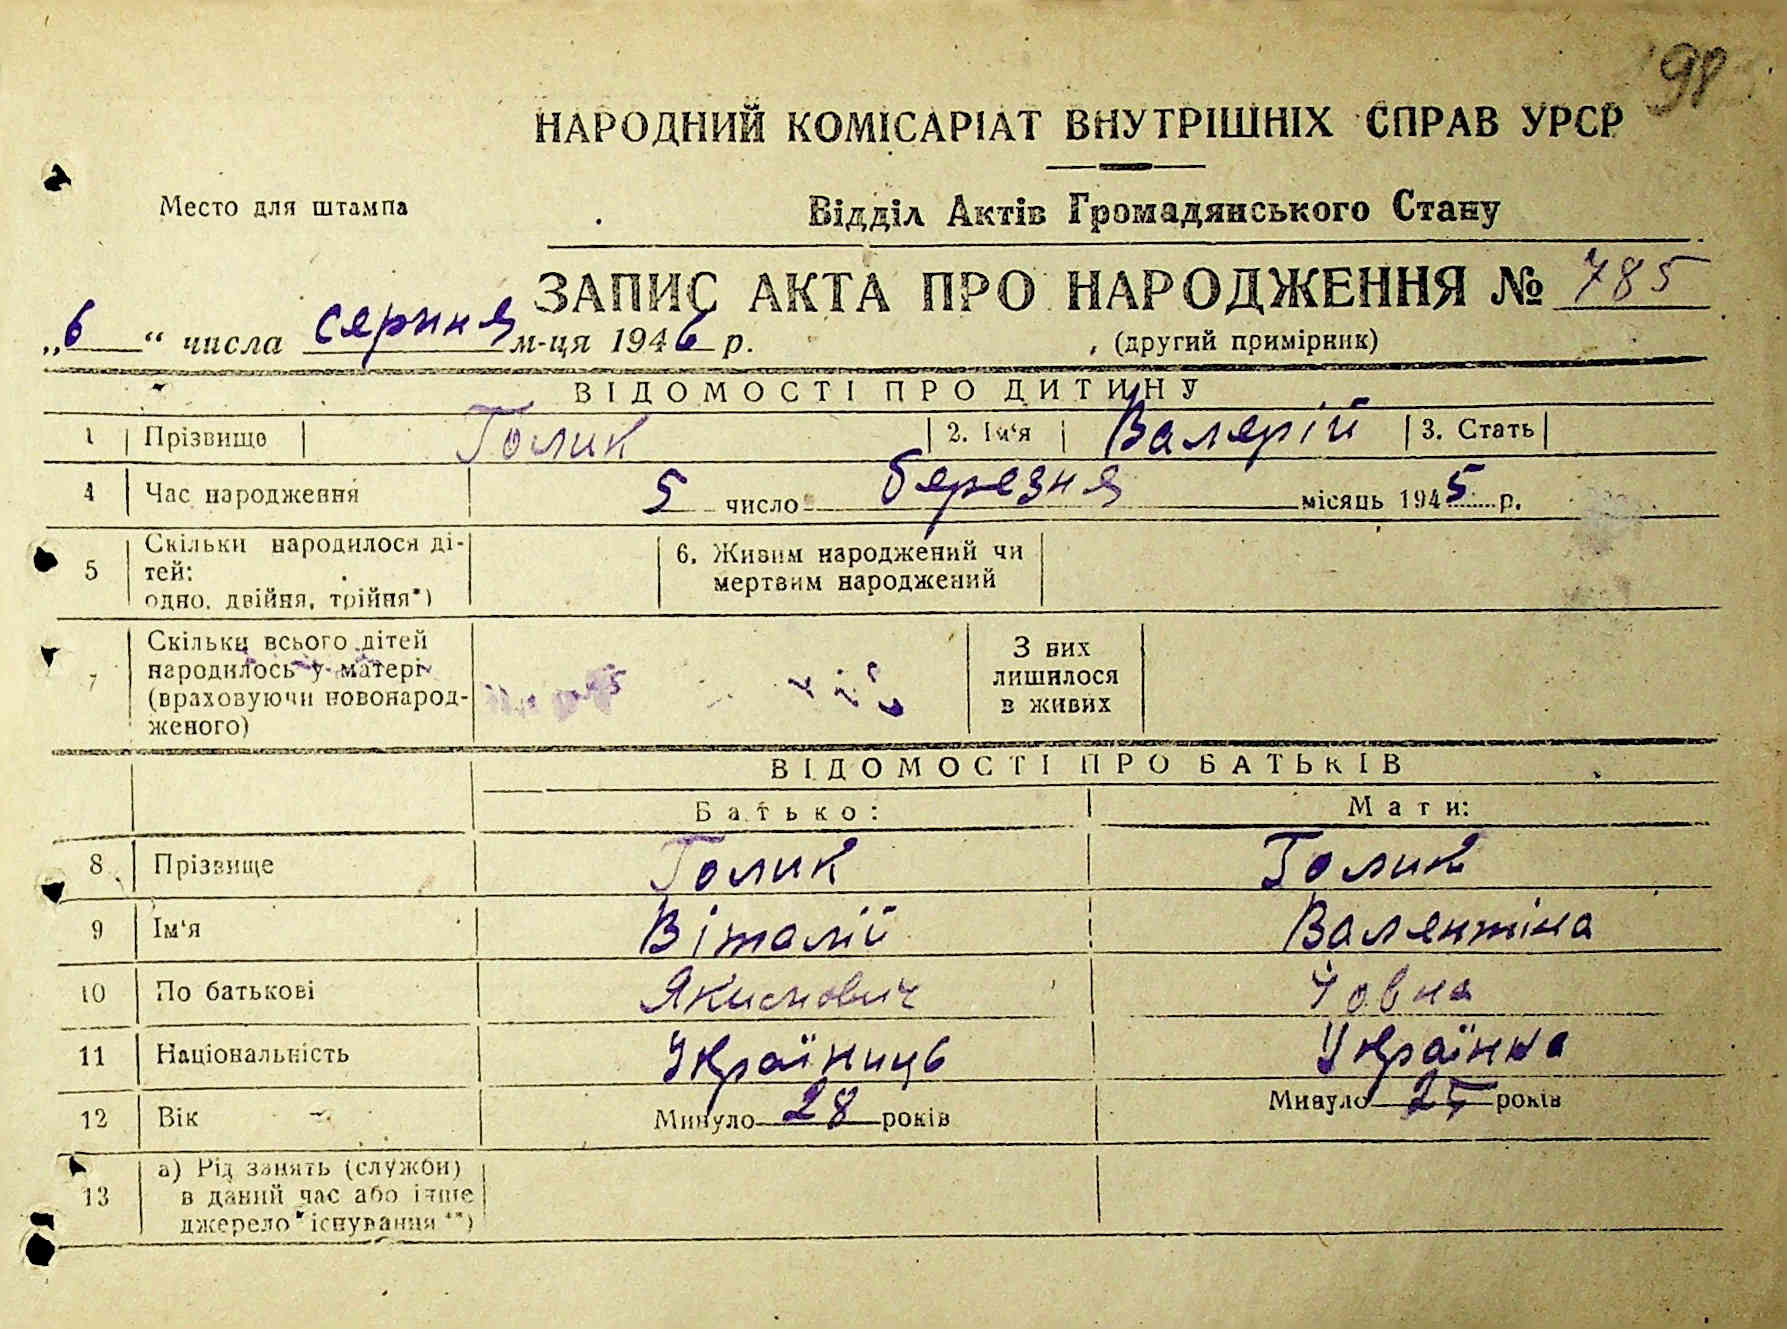 98
НАРОДНИЙ КОМІСАРІАТ ВНУТРІШНІХ СПРАВ УРСР
Место для штампа
Відділ Актів Громадянського Стану
ЗАПИС АКТА ПРО НАРОДЖЕННЯ № 785
„6“ числа серпня м-ця 1946 р.
(другий примірник)
ВІДОМОСТІ ПРО ДИТИНУ
1 Прізвище Голик 2. Ім'я Валерій 3. Стать
4 Час народження 5 число березня місяць 1945 р.
5 Скільки народилося ді-
тей:
одно, двійня, трійня*)
6. Живим народжений чи
мертвим народжений
7 Скільки всього дітей
народилось у матері
(враховуючи новонарод-
женого)
З них
лишилося
в живих
ВІДОМОСТІ ПРО БАТЬКІВ
Батько: Мати:
8 Прізвище Голик Голик
9 Ім'я Віталій Валентіна
10 По батькові
11 Національність Україниць Українка
12 Вік Минуло 28 років Минуло 25 років
13 а) Рід занять (служби)
в даний час або інше
джерело існування **)